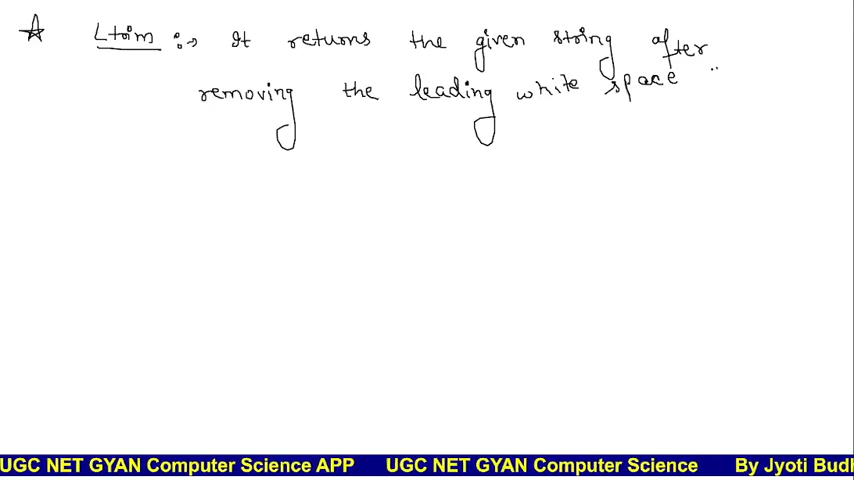 ☆ Ltrim :→ It returns the given string after
removing the leading white space ..
UGC NET GYAN Computer Science APP UGC NET GYAN Computer Science By Jyoti Budh